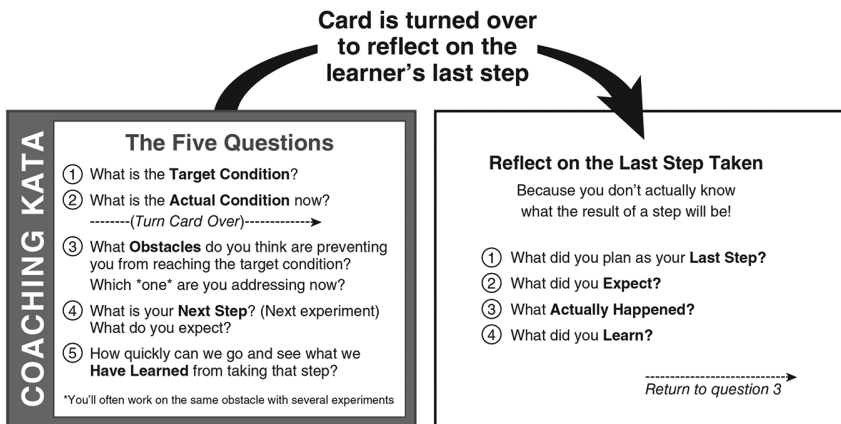 Card is turned over
to reflect on the
learner's last step
COACHING KATA
The Five Questions
① What is the Target Condition?
② What is the Actual Condition now?
--------(Turn Card Over)------------->
③ What Obstacles do you think are preventing
you from reaching the target condition?
Which *one* are you addressing now?
④ What is your Next Step? (Next experiment)
What do you expect?
⑤ How quickly can we go and see what we
Have Learned from taking that step?
*You'll often work on the same obstacle with several experiments
Reflect on the Last Step Taken
Because you don't actually know
what the result of a step will be!
① What did you plan as your Last Step?
② What did you Expect?
③ What Actually Happened?
④ What did you Learn?
Return to question 3